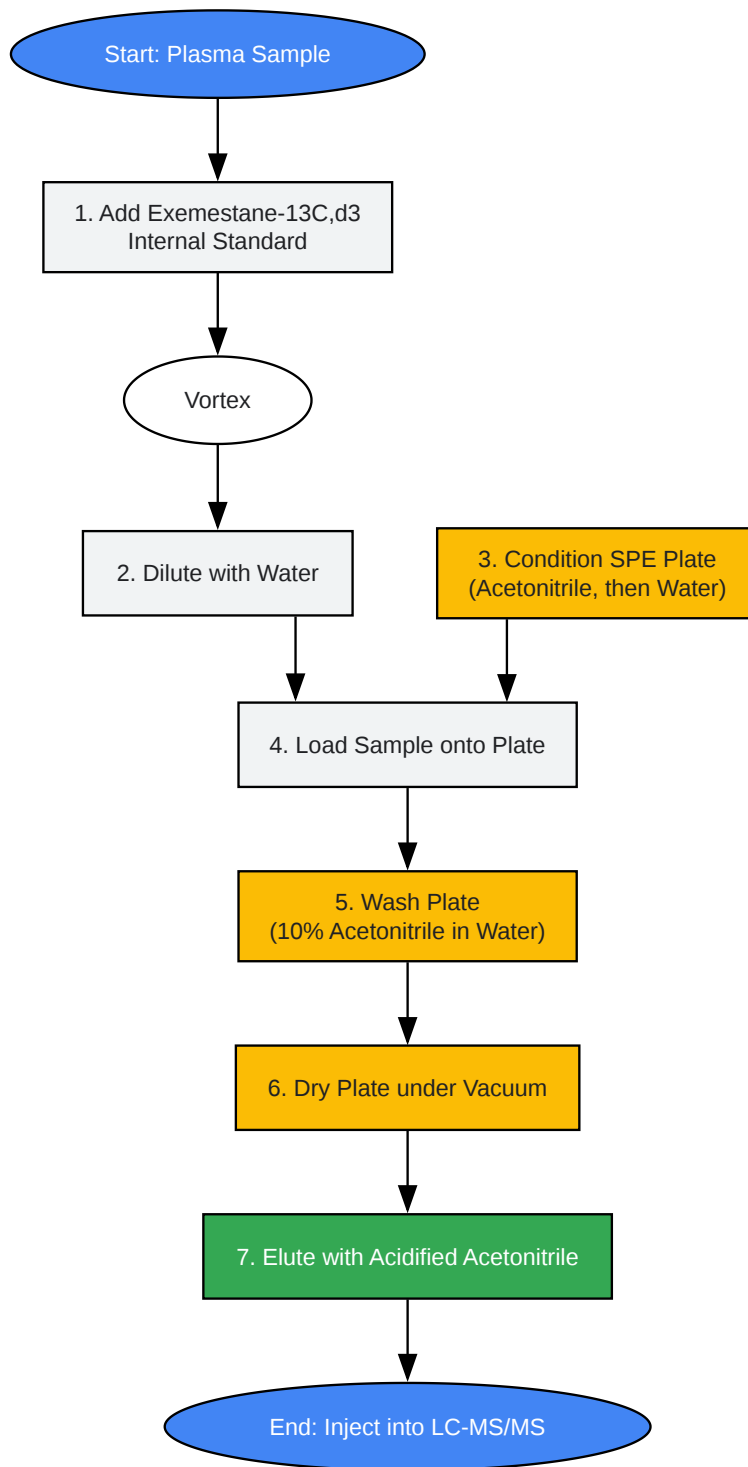 Start: Plasma Sample
1. Add Exemestane-13C,d3
Internal Standard
Vortex
2. Dilute with Water
3. Condition SPE Plate
(Acetonitrile, then Water)
4. Load Sample onto Plate
5. Wash Plate
(10% Acetonitrile in Water)
6. Dry Plate under Vacuum
7. Elute with Acidified Acetonitrile
End: Inject into LC-MS/MS